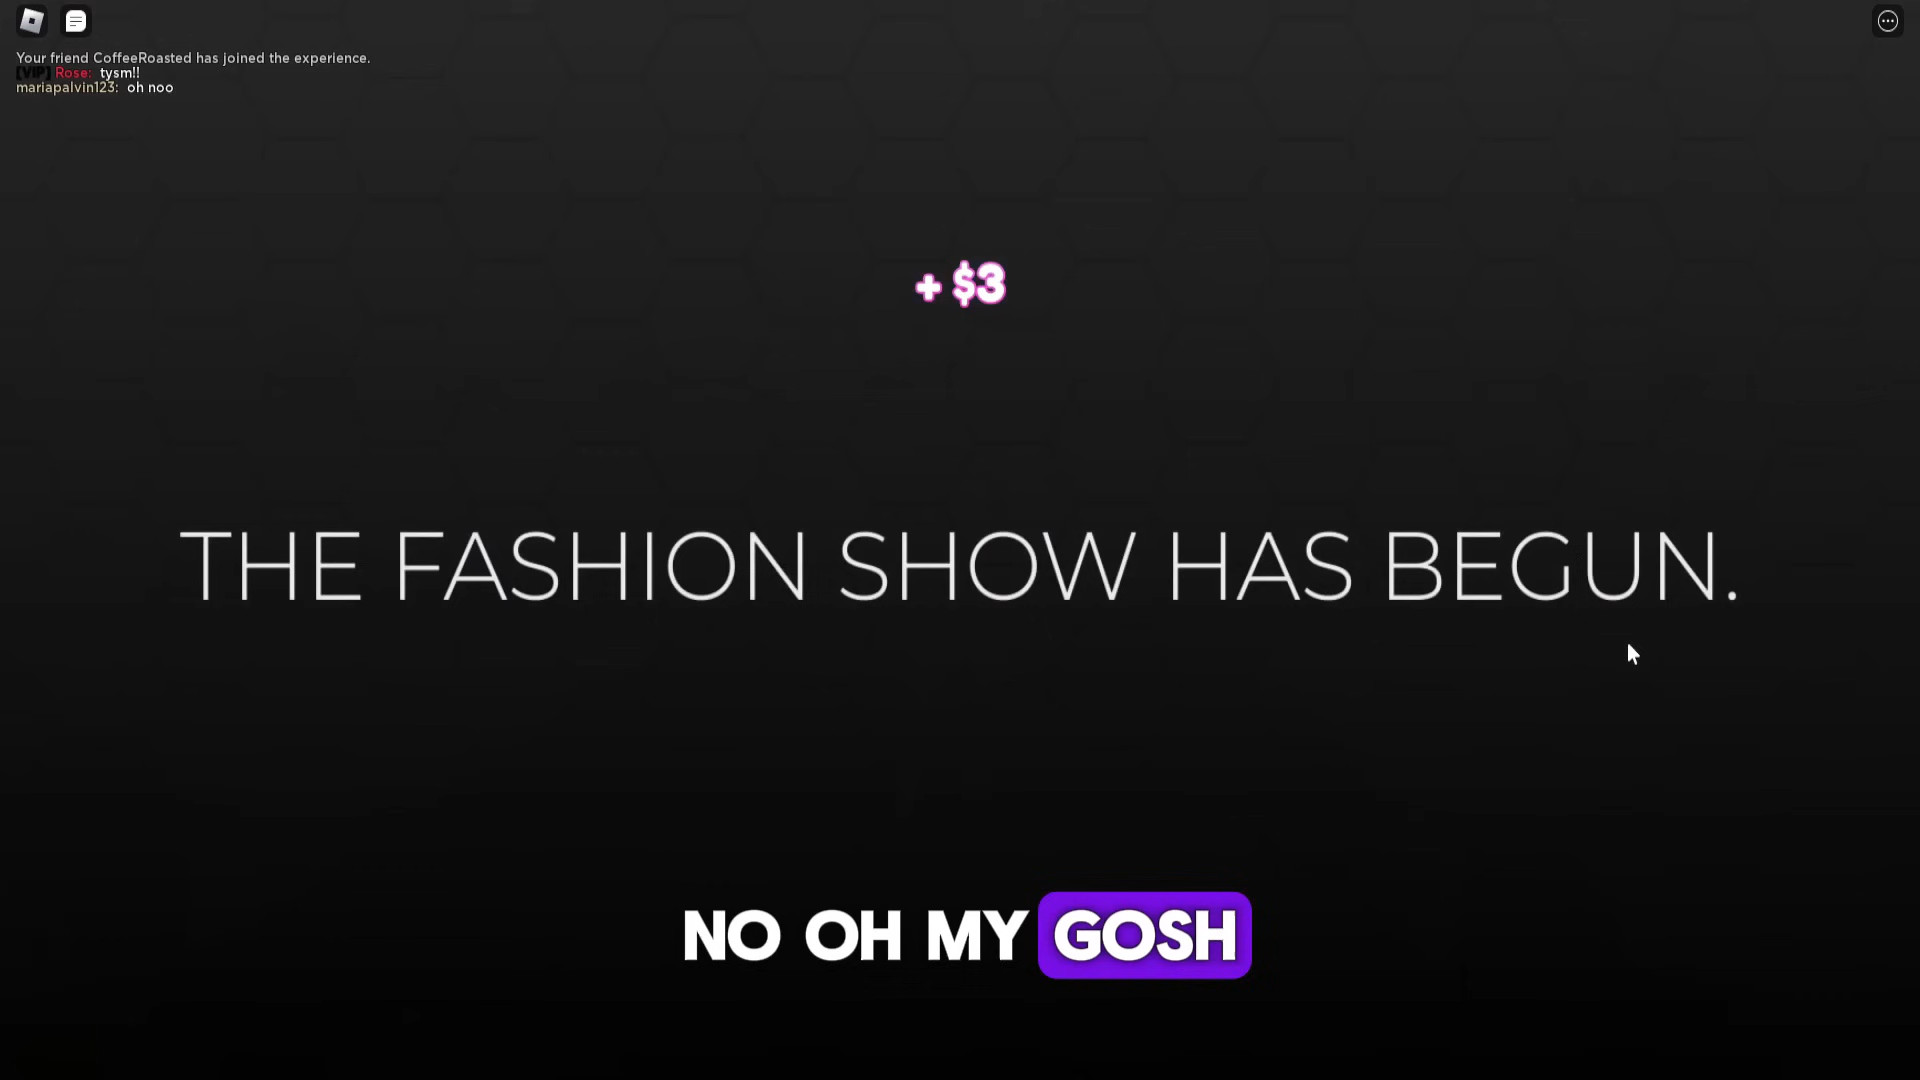 Your friend CoffeeRoasted has joined the experience.
[VIP] Rose: tysm!!
mariapalvin123: oh noo
+ $3
THE FASHION SHOW HAS BEGUN.
NO OH MY GOSH